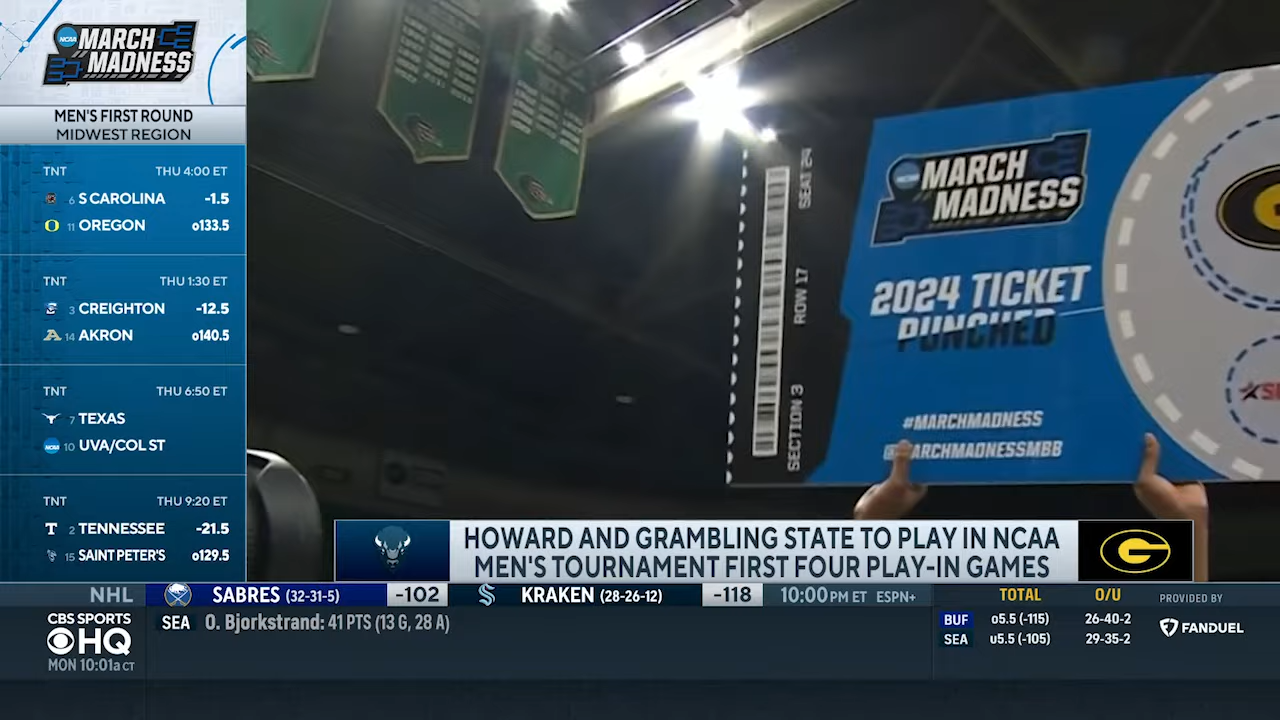 NCAA
MARCH
MADNESS
MEN'S FIRST ROUND
MIDWEST REGION
TNT THU 4:00 ET
6 S CAROLINA -1.5
11 OREGON o133.5
TNT THU 1:30 ET
3 CREIGHTON -12.5
14 AKRON o140.5
TNT THU 6:50 ET
7 TEXAS
NCAA 10 UVA/COL ST
TNT THU 9:20 ET
T 2 TENNESSEE -21.5
15 SAINT PETER'S o129.5
SECTION 3 ROW 17 SEAT 24
MARCH
MADNESS
2024 TICKET
PUNCHED
#MARCHMADNESS
@MARCHMADNESSMBB
G
HOWARD AND GRAMBLING STATE TO PLAY IN NCAA
MEN'S TOURNAMENT FIRST FOUR PLAY-IN GAMES
G
NHL SABRES (32-31-5) -102 KRAKEN (28-26-12) -118 10:00 PM ET ESPN+
SEA O. Bjorkstrand: 41 PTS (13 G, 28 A)
TOTAL O/U
BUF o5.5 (-115) 26-40-2
SEA u5.5 (-105) 29-35-2
PROVIDED BY
FANDUEL
CBS SPORTS
HQ
MON 10:01a CT